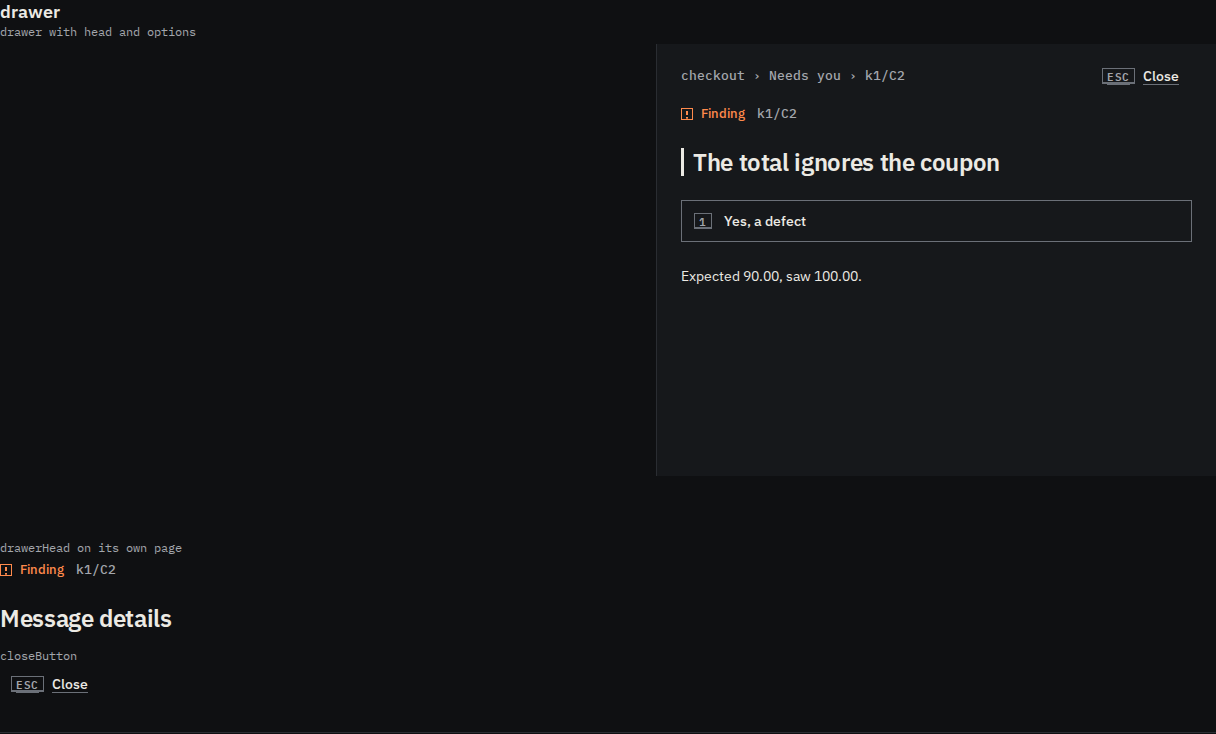 drawer
drawer with head and options
checkout › Needs you › k1/C2
ESC Close
Finding k1/C2
The total ignores the coupon
1 Yes, a defect
Expected 90.00, saw 100.00.
drawerHead on its own page
Finding k1/C2
Message details
closeButton
ESC Close